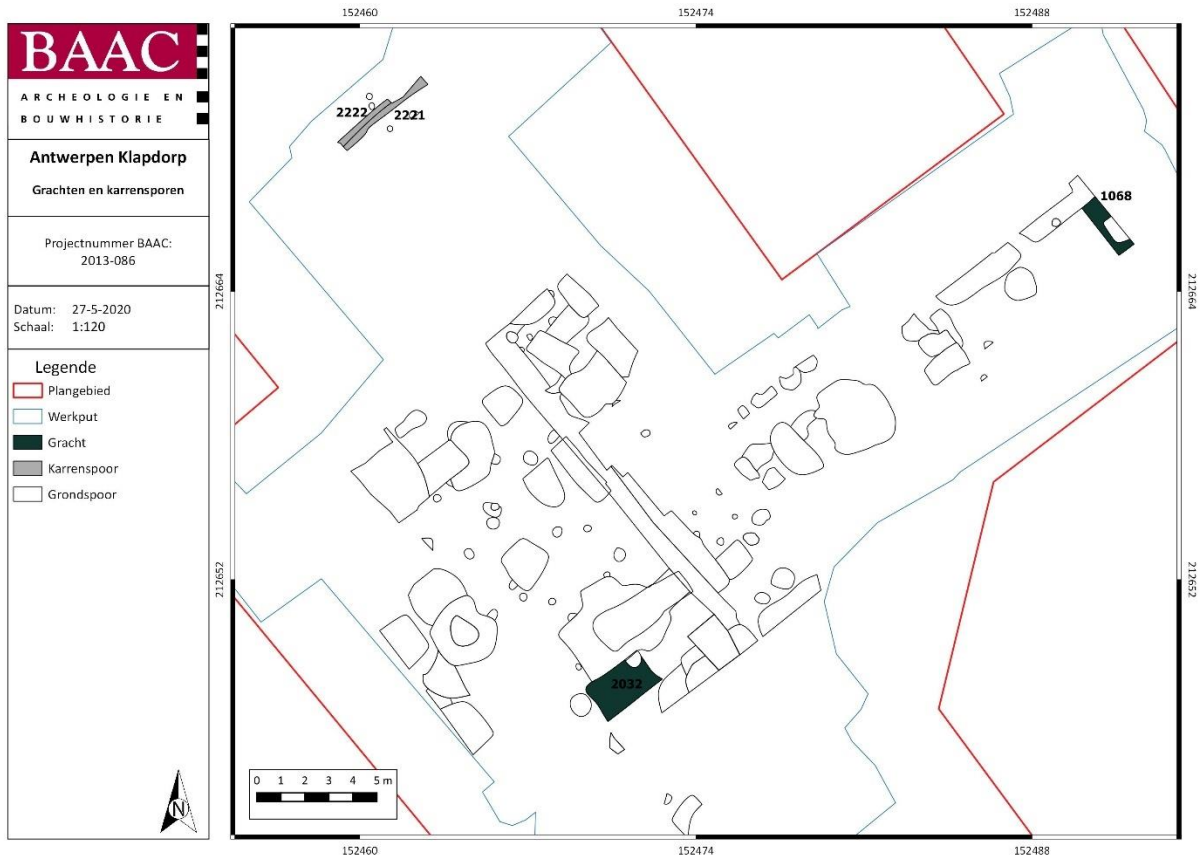 BAAC
ARCHEOLOGIE EN
BOUWHISTORIE
Antwerpen Klapdorp
Grachten en karrensporen
Projectnummer BAAC:
2013-086
Datum: 27-5-2020
Schaal: 1:120
Legende
Plangebied
Werkput
Gracht
Karrenspoor
Grondspoor
N
152460 152474 152488
212664 212664
212652 212652
2222 2221
1068
2032
0 1 2 3 4 5 m
152460 152474 152488